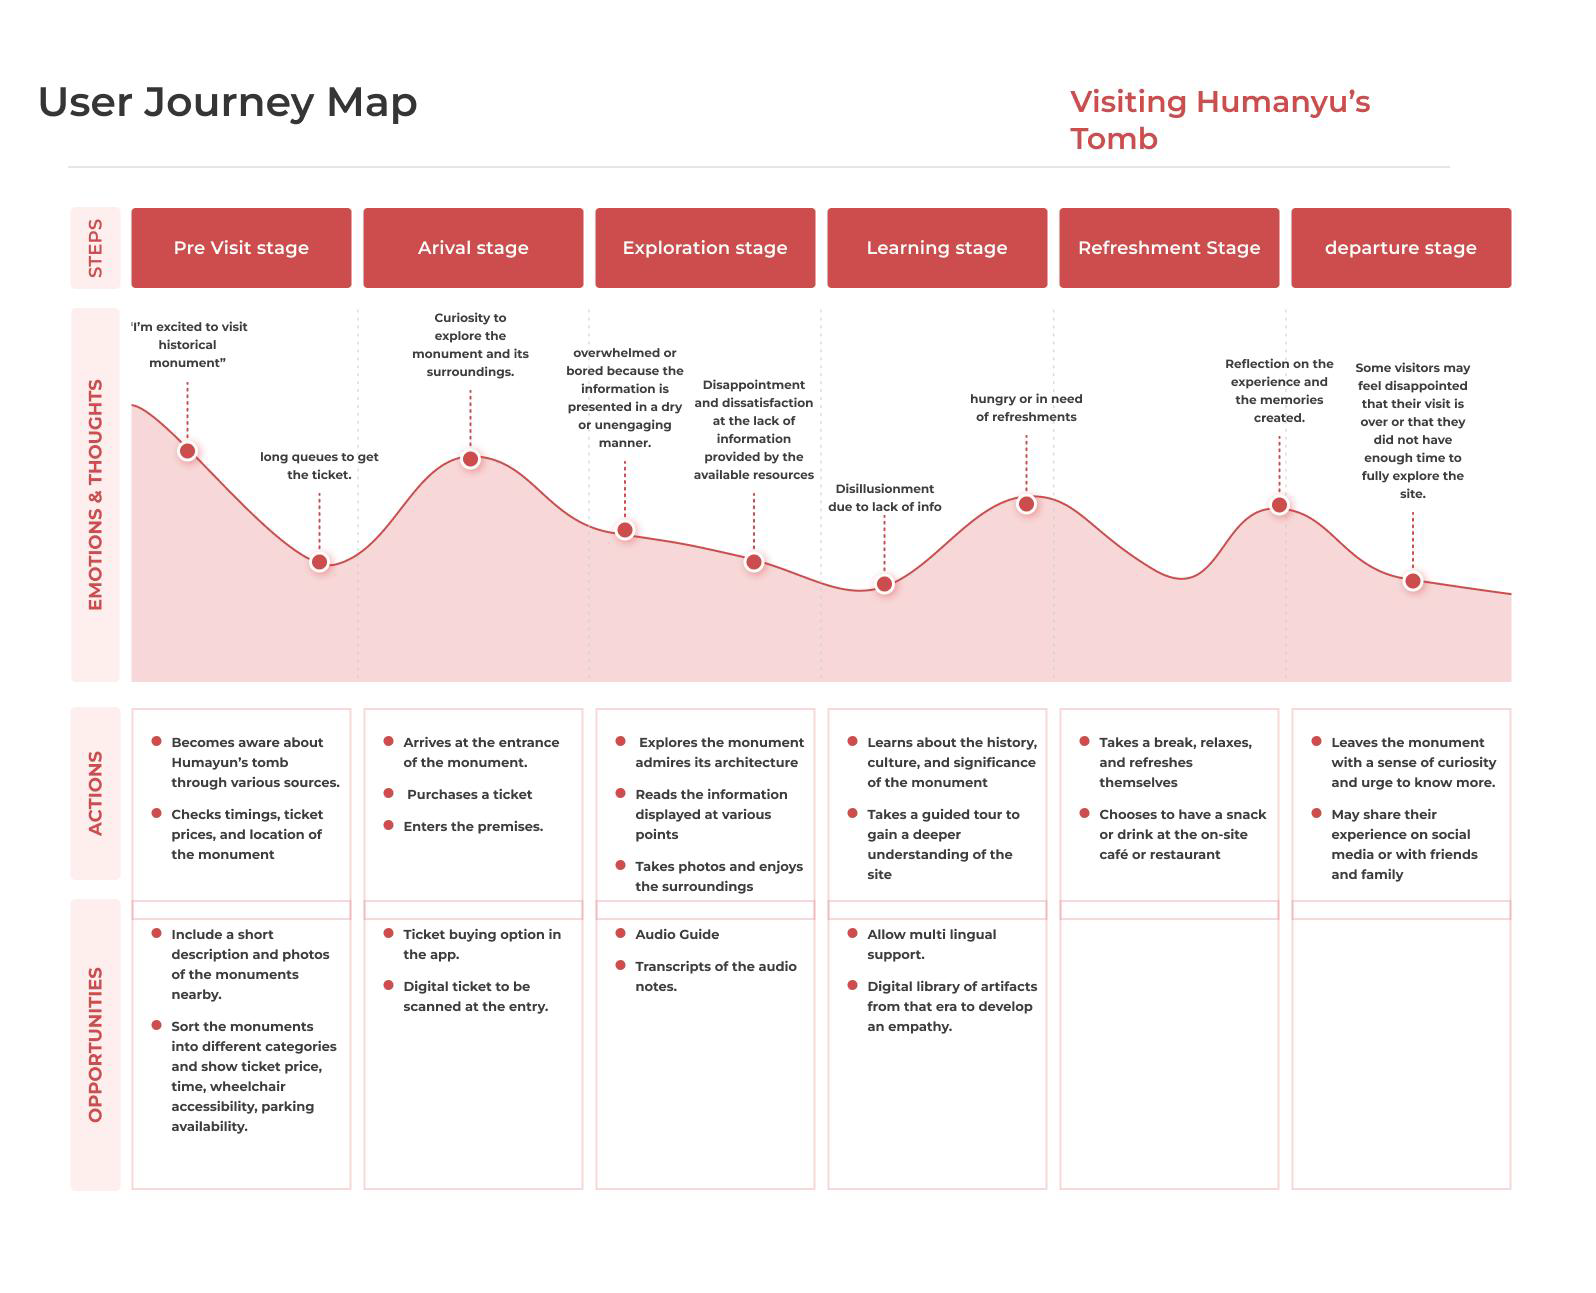 User Journey Map
Visiting Humanyu’s
Tomb
STEPS
Pre Visit stage
Arival stage
Exploration stage
Learning stage
Refreshment Stage
departure stage
EMOTIONS & THOUGHTS
‘I’m excited to visit
historical
monument”
long queues to get
the ticket.
Curiosity to
explore the
monument and its
surroundings.
overwhelmed or
bored because the
information is
presented in a dry
or unengaging
manner.
Disappointment
and dissatisfaction
at the lack of
information
provided by the
available resources
Disillusionment
due to lack of info
hungry or in need
of refreshments
Reflection on the
experience and
the memories
created.
Some visitors may
feel disappointed
that their visit is
over or that they
did not have
enough time to
fully explore the
site.
ACTIONS
Becomes aware about
Humayun’s tomb
through various sources.
Checks timings, ticket
prices, and location of
the monument
Arrives at the entrance
of the monument.
Purchases a ticket
Enters the premises.
Explores the monument
admires its architecture
Reads the information
displayed at various
points
Takes photos and enjoys
the surroundings
Learns about the history,
culture, and significance
of the monument
Takes a guided tour to
gain a deeper
understanding of the
site
Takes a break, relaxes,
and refreshes
themselves
Chooses to have a snack
or drink at the on-site
café or restaurant
Leaves the monument
with a sense of curiosity
and urge to know more.
May share their
experience on social
media or with friends
and family
OPPORTUNITIES
Include a short
description and photos
of the monuments
nearby.
Sort the monuments
into different categories
and show ticket price,
time, wheelchair
accessibility, parking
availability.
Ticket buying option in
the app.
Digital ticket to be
scanned at the entry.
Audio Guide
Transcripts of the audio
notes.
Allow multi lingual
support.
Digital library of artifacts
from that era to develop
an empathy.